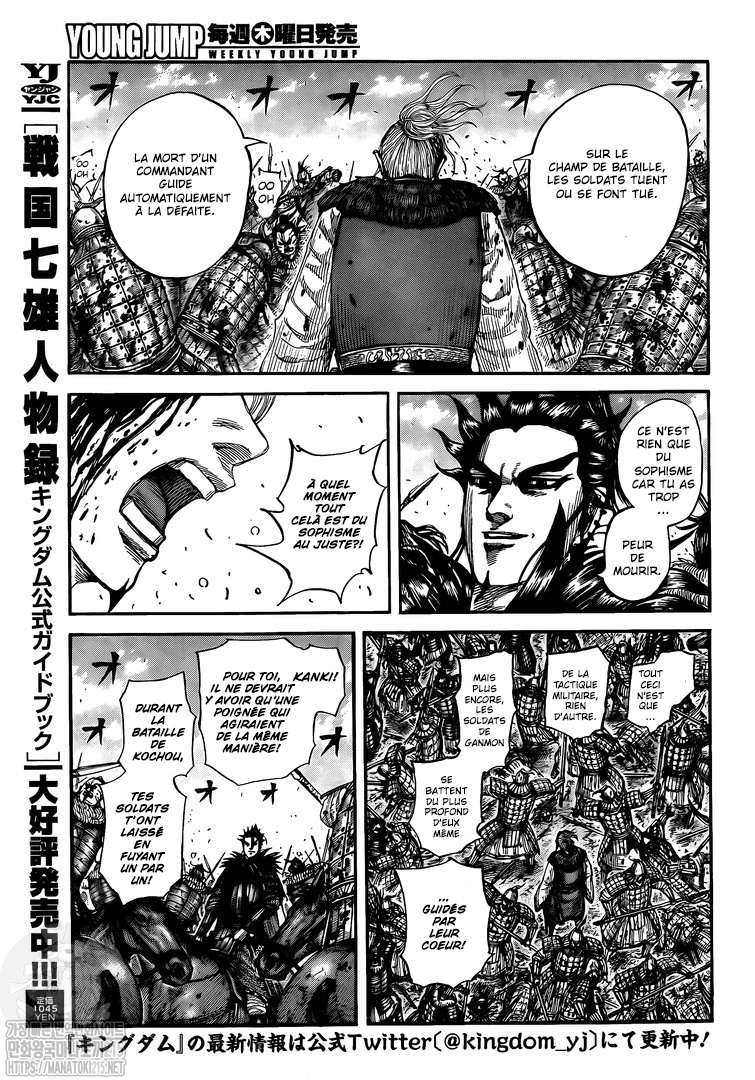 YOUNG JUMP 毎週木曜日発売
WEEKLY YOUNG JUMP
YJ
ヤンジャン
YJC
[戦国七雄人物録 キングダム公式ガイドブック]大好評発売中!!!
定価
1045
YEN
SUR LE
CHAMP DE BATAILLE,
LES SOLDATS TUENT
OU SE FONT TUÉ.
LA MORT D'UN
COMMANDANT
GUIDE
AUTOMATIQUEMENT
À LA DÉFAITE.
オ
オ
オ
オ
OO
OH
OO
OH
CE N'EST
RIEN QUE
DU
SOPHISME
CAR TU AS
TROP
...
PEUR
DE
MOURIR.
À QUEL
MOMENT
TOUT
CELÀ EST DU
SOPHISME AU
JUSTE?!
TOUT
CECI
N'EST
QUE
...
DE LA
TACTIQUE
MILITAIRE,
RIEN
D'AUTRE.
MAIS
PLUS
ENCORE,
LES
SOLDATS
DE
GANMON
SE
BATTENT
DU PLUS
PROFOND
D'EUX
MÊME
...
GUIDÉS
PAR
LEUR
COEUR!
KANKI!
POUR TOI,
IL NE DEVRAIT
Y AVOIR QU'UNE
POIGNÉE QUI
AGIRAIENT
DE LA MÊME
MANIÈRE!
DURANT
LA
BATAILLE
DE
KOCHOU,
TES
SOLDATS
T'ONT
LAISSÉ
EN
FUYANT
UN PAR
UN!
オ
オ
オ
オ
オ
『キングダム』の最新情報は公式Twitter(@kingdom_yj)にて更新中!
HTTPS://MANATOKI215.NET